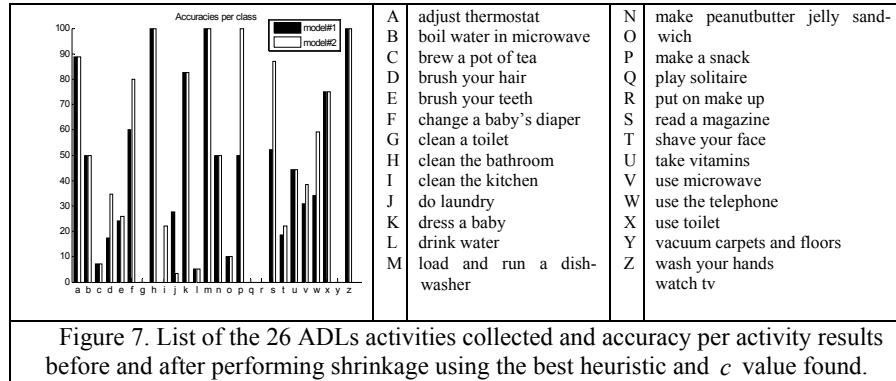 Accuracies per class
model#1
model#2
100
90
80
70
60
50
40
30
20
10
0
a b c d e f g h i j k l m n o p q r s t u v w x y z
A adjust thermostat
B boil water in microwave
C brew a pot of tea
D brush your hair
E brush your teeth
F change a baby's diaper
G clean a toilet
H clean the bathroom
I clean the kitchen
J do laundry
K dress a baby
L drink water
M load and run a dish-
washer
N make peanutbutter jelly sand-
O wich
P make a snack
Q play solitaire
R put on make up
S read a magazine
T shave your face
U take vitamins
V use microwave
W use the telephone
X use toilet
Y vacuum carpets and floors
Z wash your hands
watch tv
Figure 7. List of the 26 ADLs activities collected and accuracy per activity results
before and after performing shrinkage using the best heuristic and c value found.